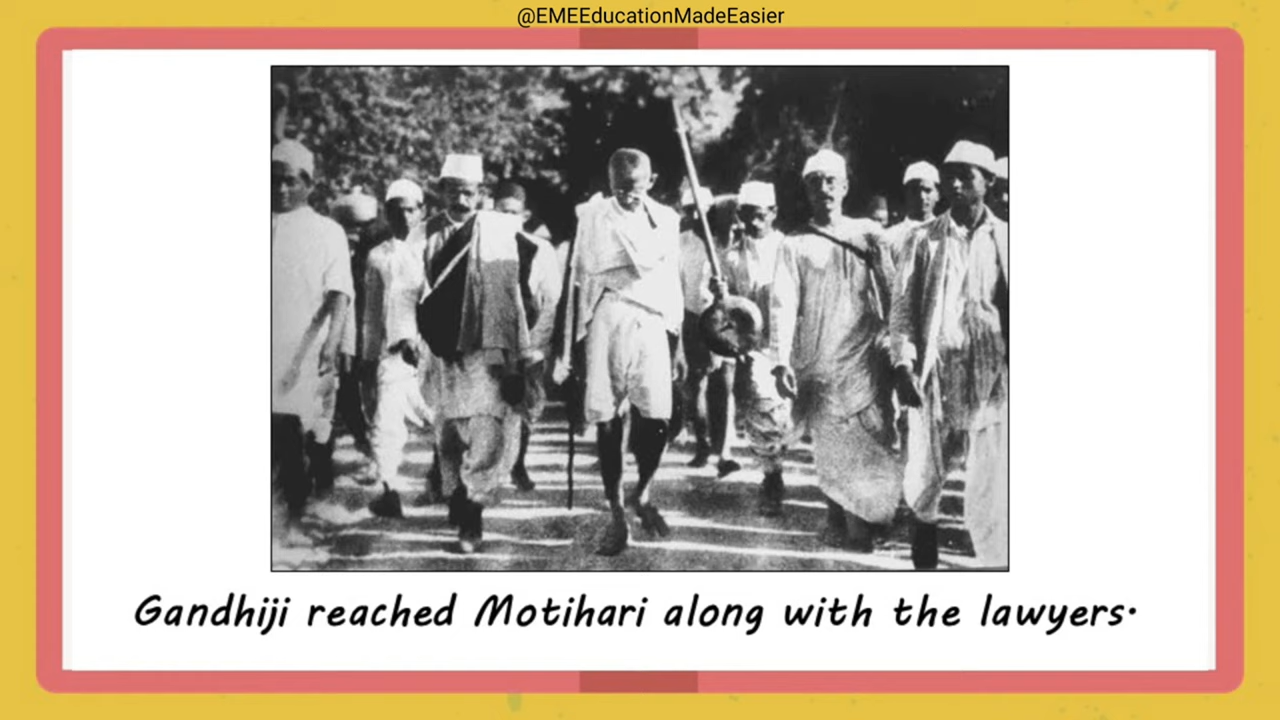 @EMEEducationMadeEasier
Gandhiji reached Motihari along with the lawyers.